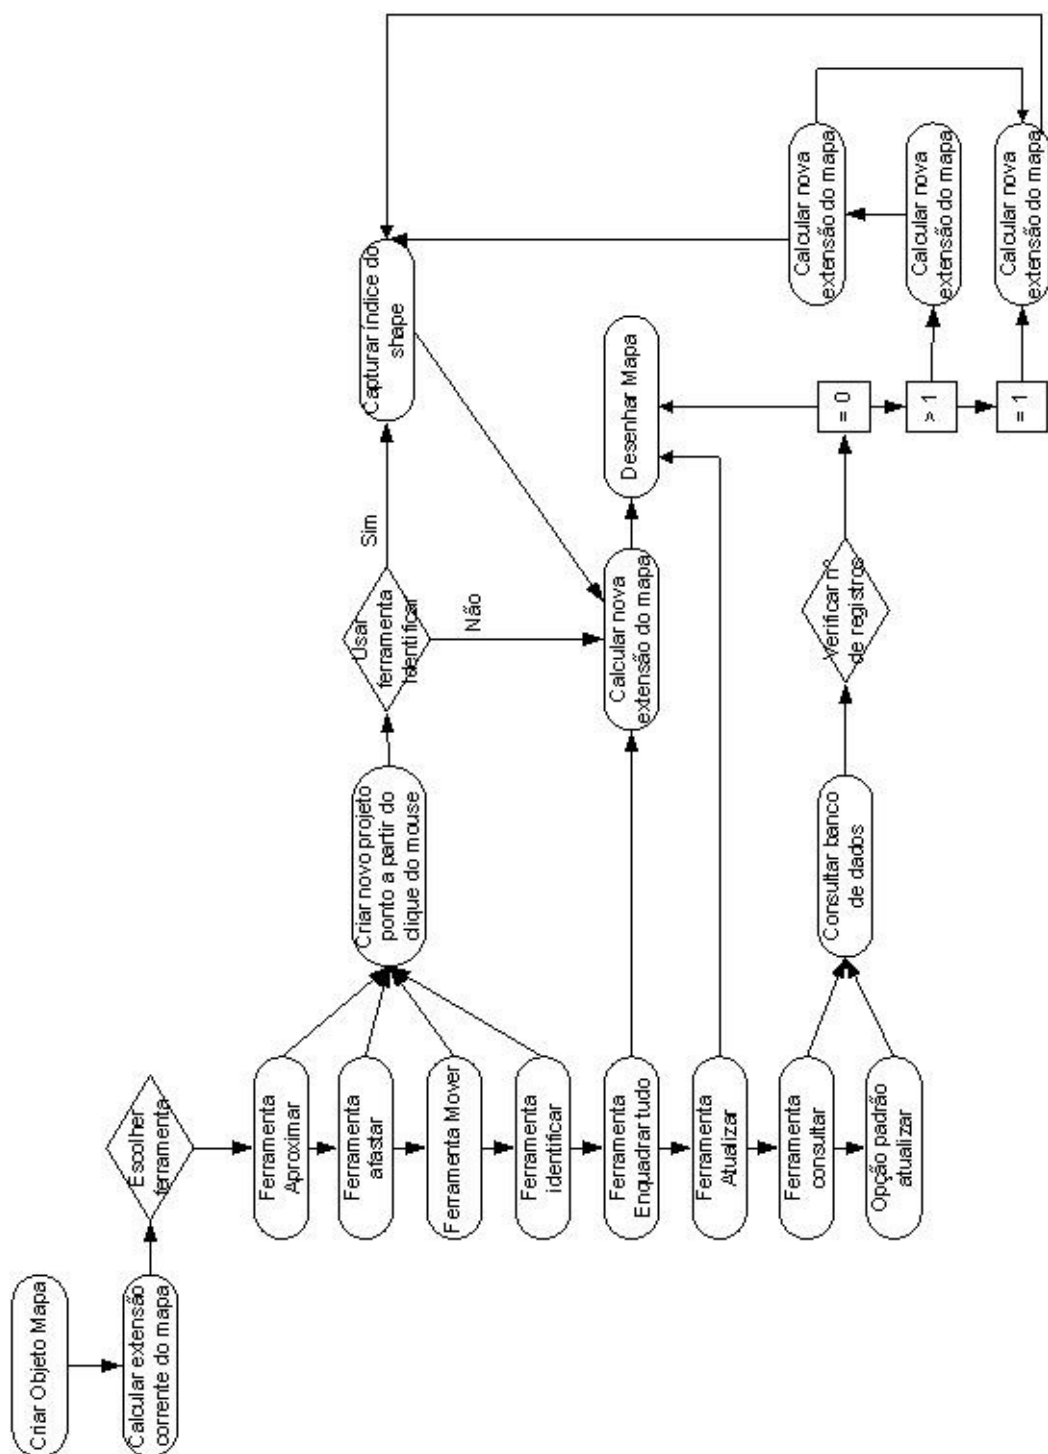 Criar Objeto Mapa
Calcular extensão
corrente do mapa
Escolher
ferramenta
Ferramenta
Aproximar
Ferramenta
afastar
Ferramenta Mover
Ferramenta
identificar
Ferramenta
Enquadrar tudo
Ferramenta
Atualizar
Ferramenta
consultar
Opção padrão
atualizar
Criar novo projeto
ponto a partir do
clique do mouse
Usar
ferramenta
Identificar
Sim
Não
Capturar índice do
shape
Calcular nova
extensão do mapa
Desenhar Mapa
Consultar banco
de dados
Verificar nº
de registros
= 0
> 1
= 1
Calcular nova
extensão do mapa
Calcular nova
extensão do mapa
Calcular nova
extensão do mapa